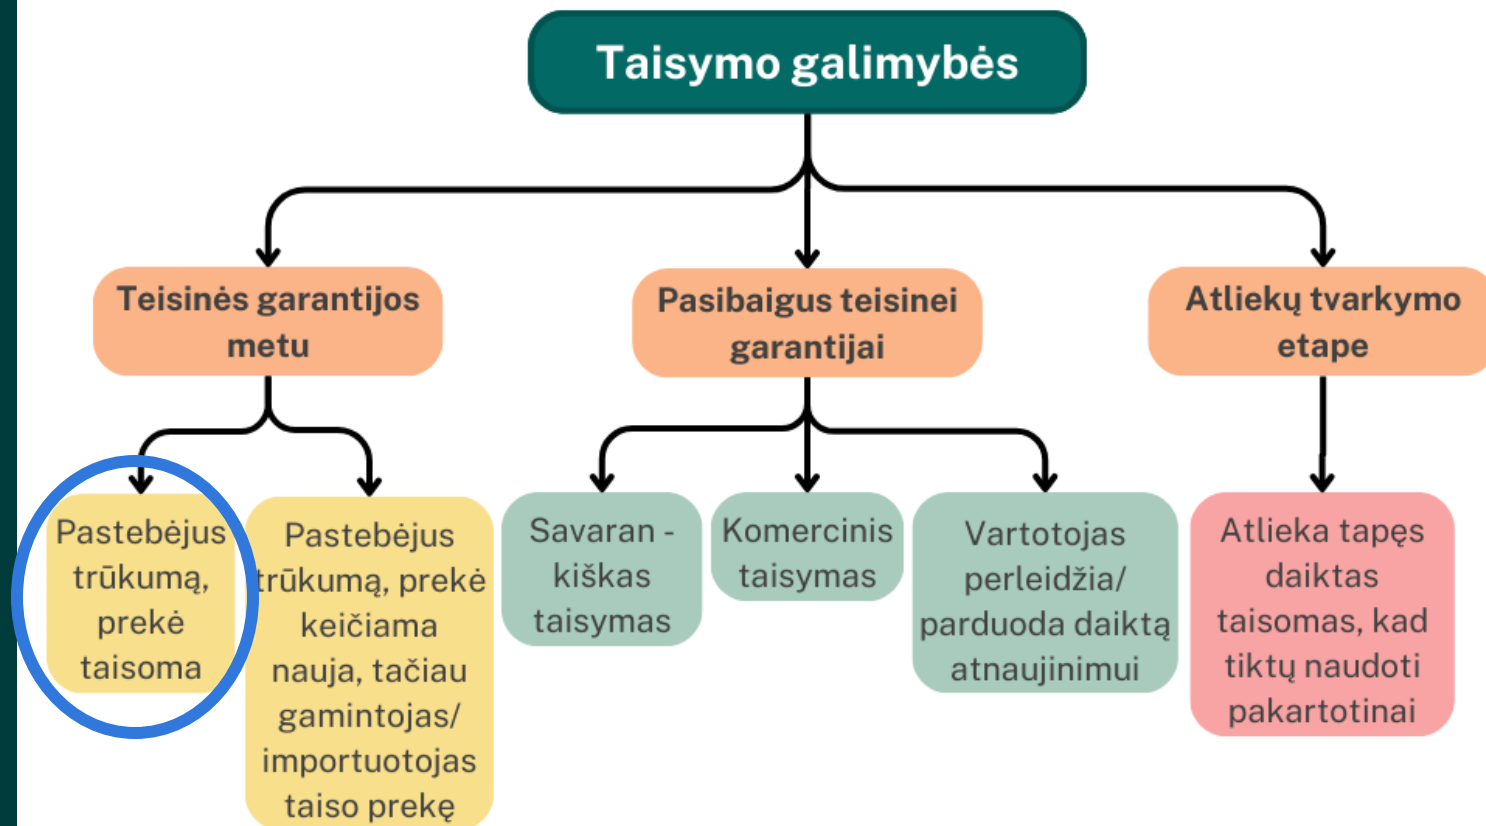 Taisymo galimybės
Teisinės garantijos
metu
Pasibaigus teisinei
garantijai
Atliekų tvarkymo
etape
Pastebėjus
trūkumą,
prekė
taisoma
Pastebėjus
trūkumą, prekė
keičiama
nauja, tačiau
gamintojas/
importuotojas
taiso prekę
Savaran -
kiškas
taisymas
Komercinis
taisymas
Vartotojas
perleidžia/
parduoda daiktą
atnaujinimui
Atlieka tapęs
daiktas
taisomas, kad
tiktų naudoti
pakartotinai